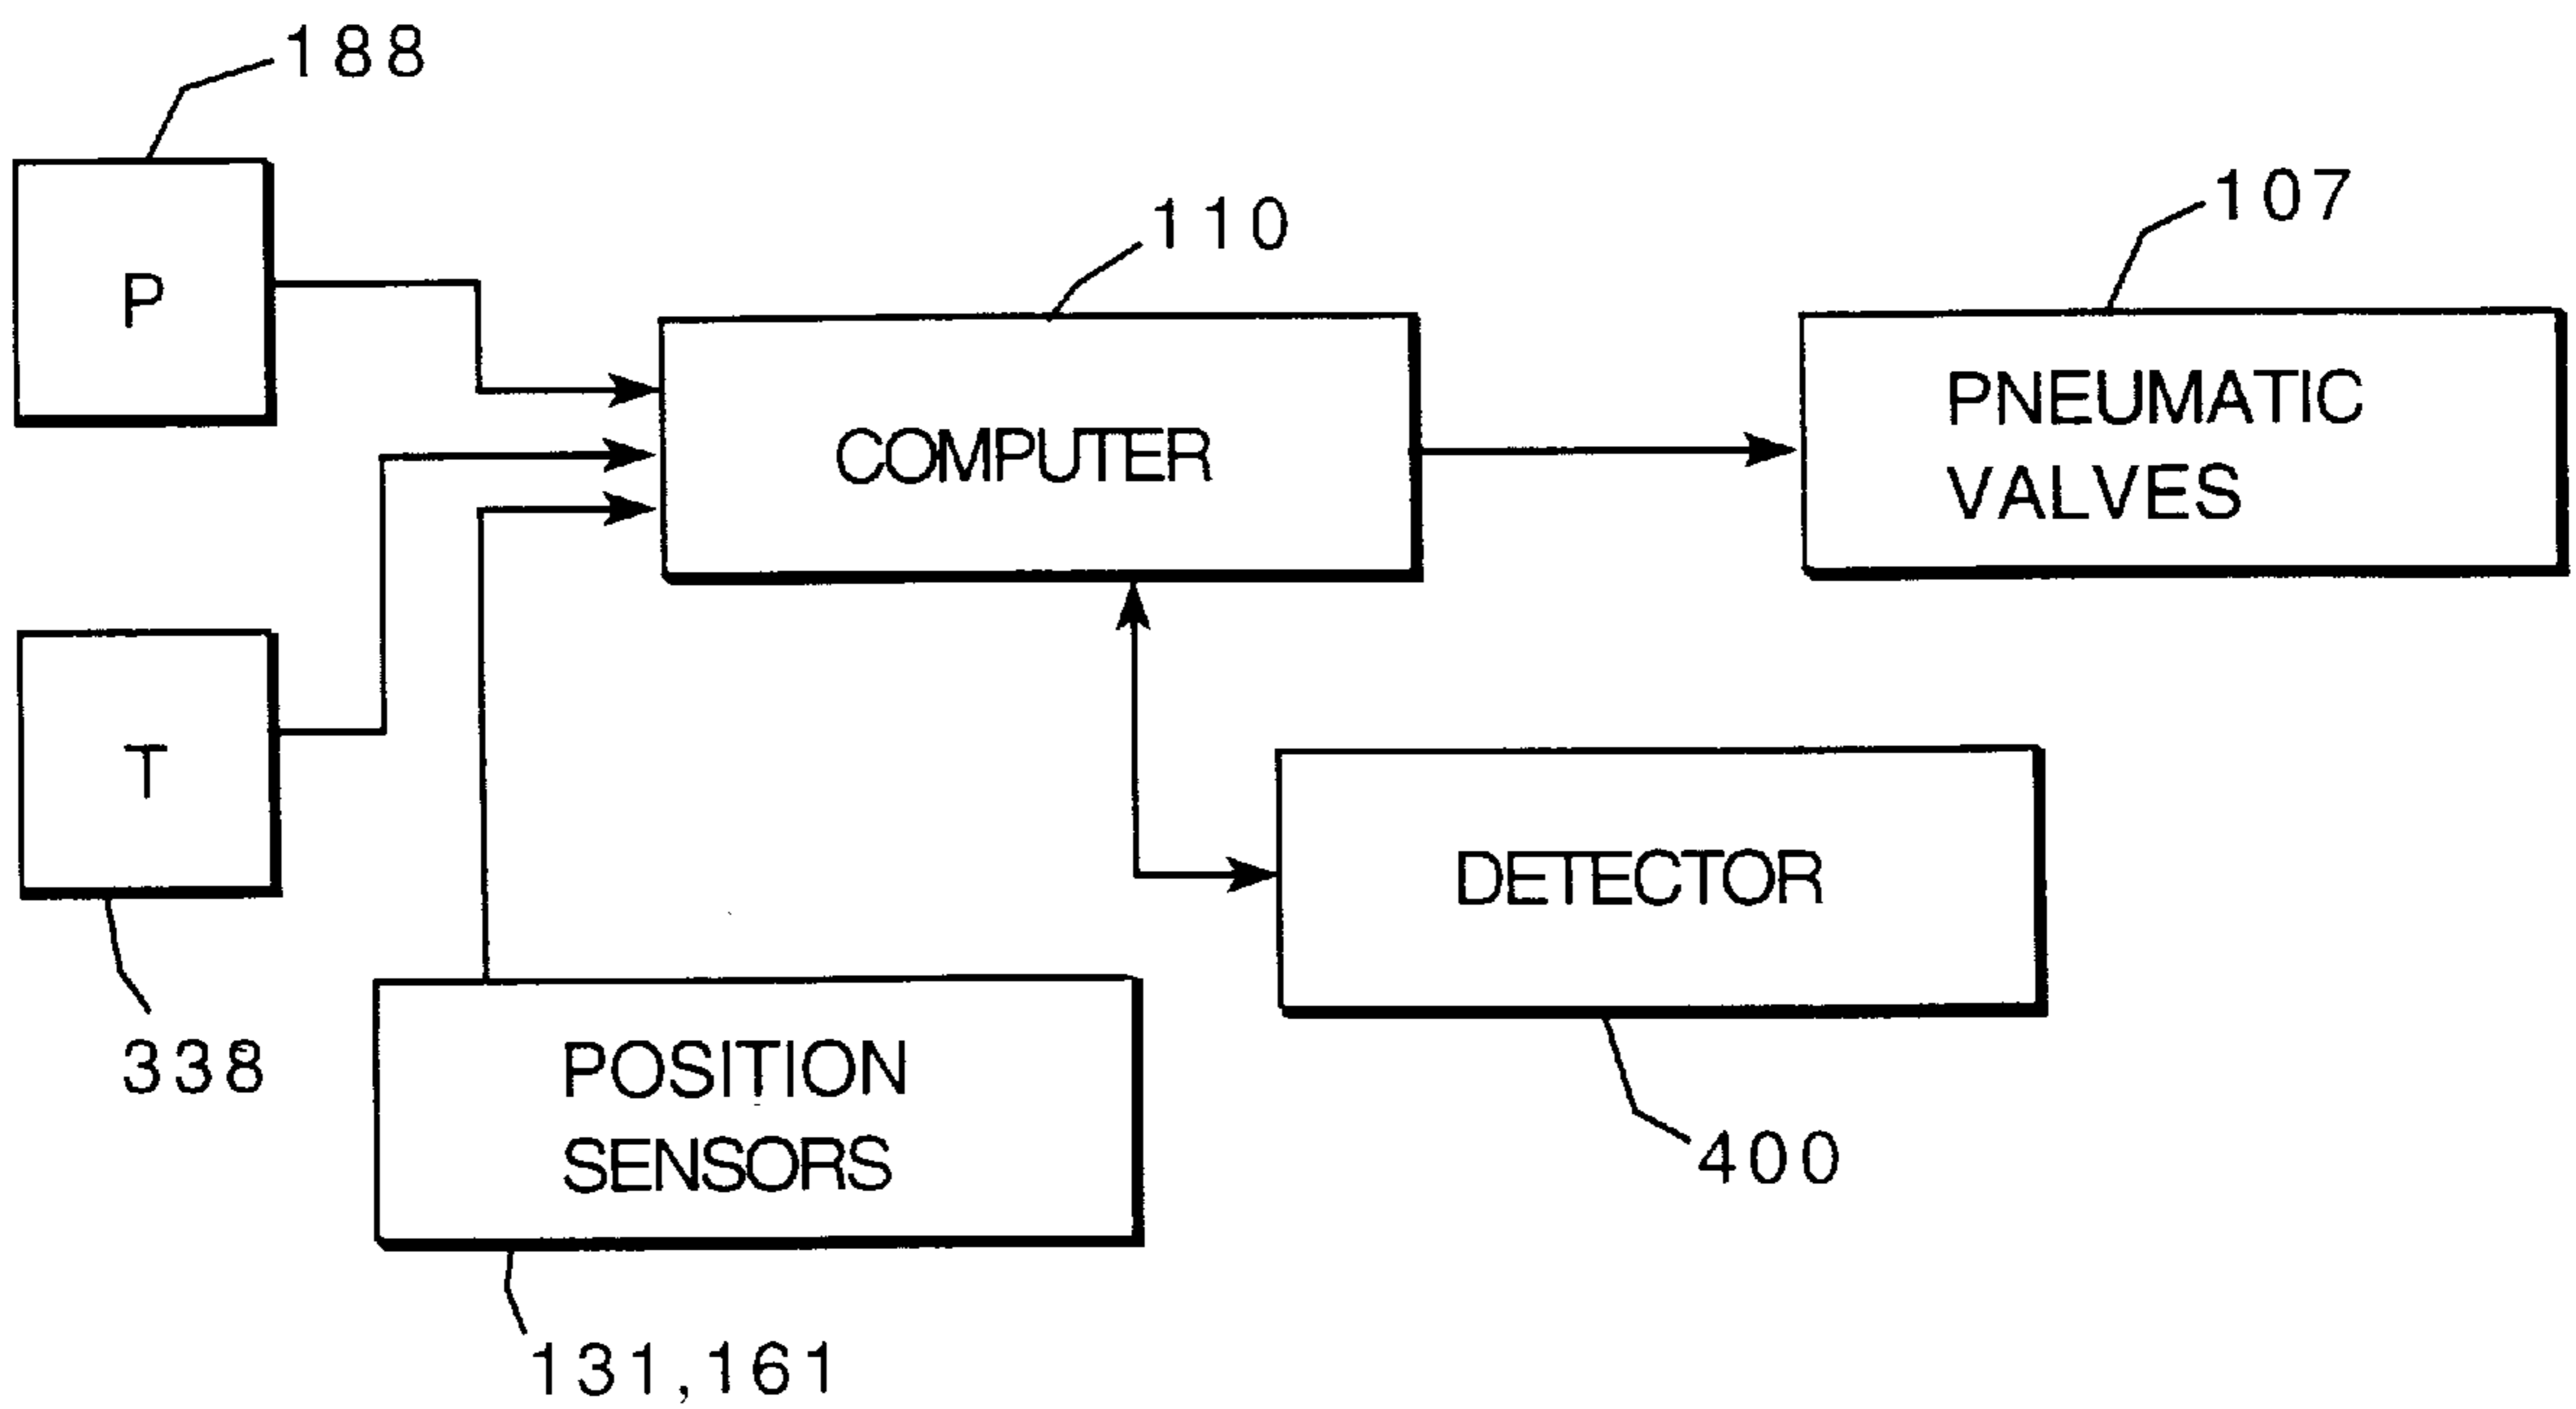 188
P
110
COMPUTER
107
PNEUMATIC
VALVES
T
338
DETECTOR
400
POSITION
SENSORS
131,161